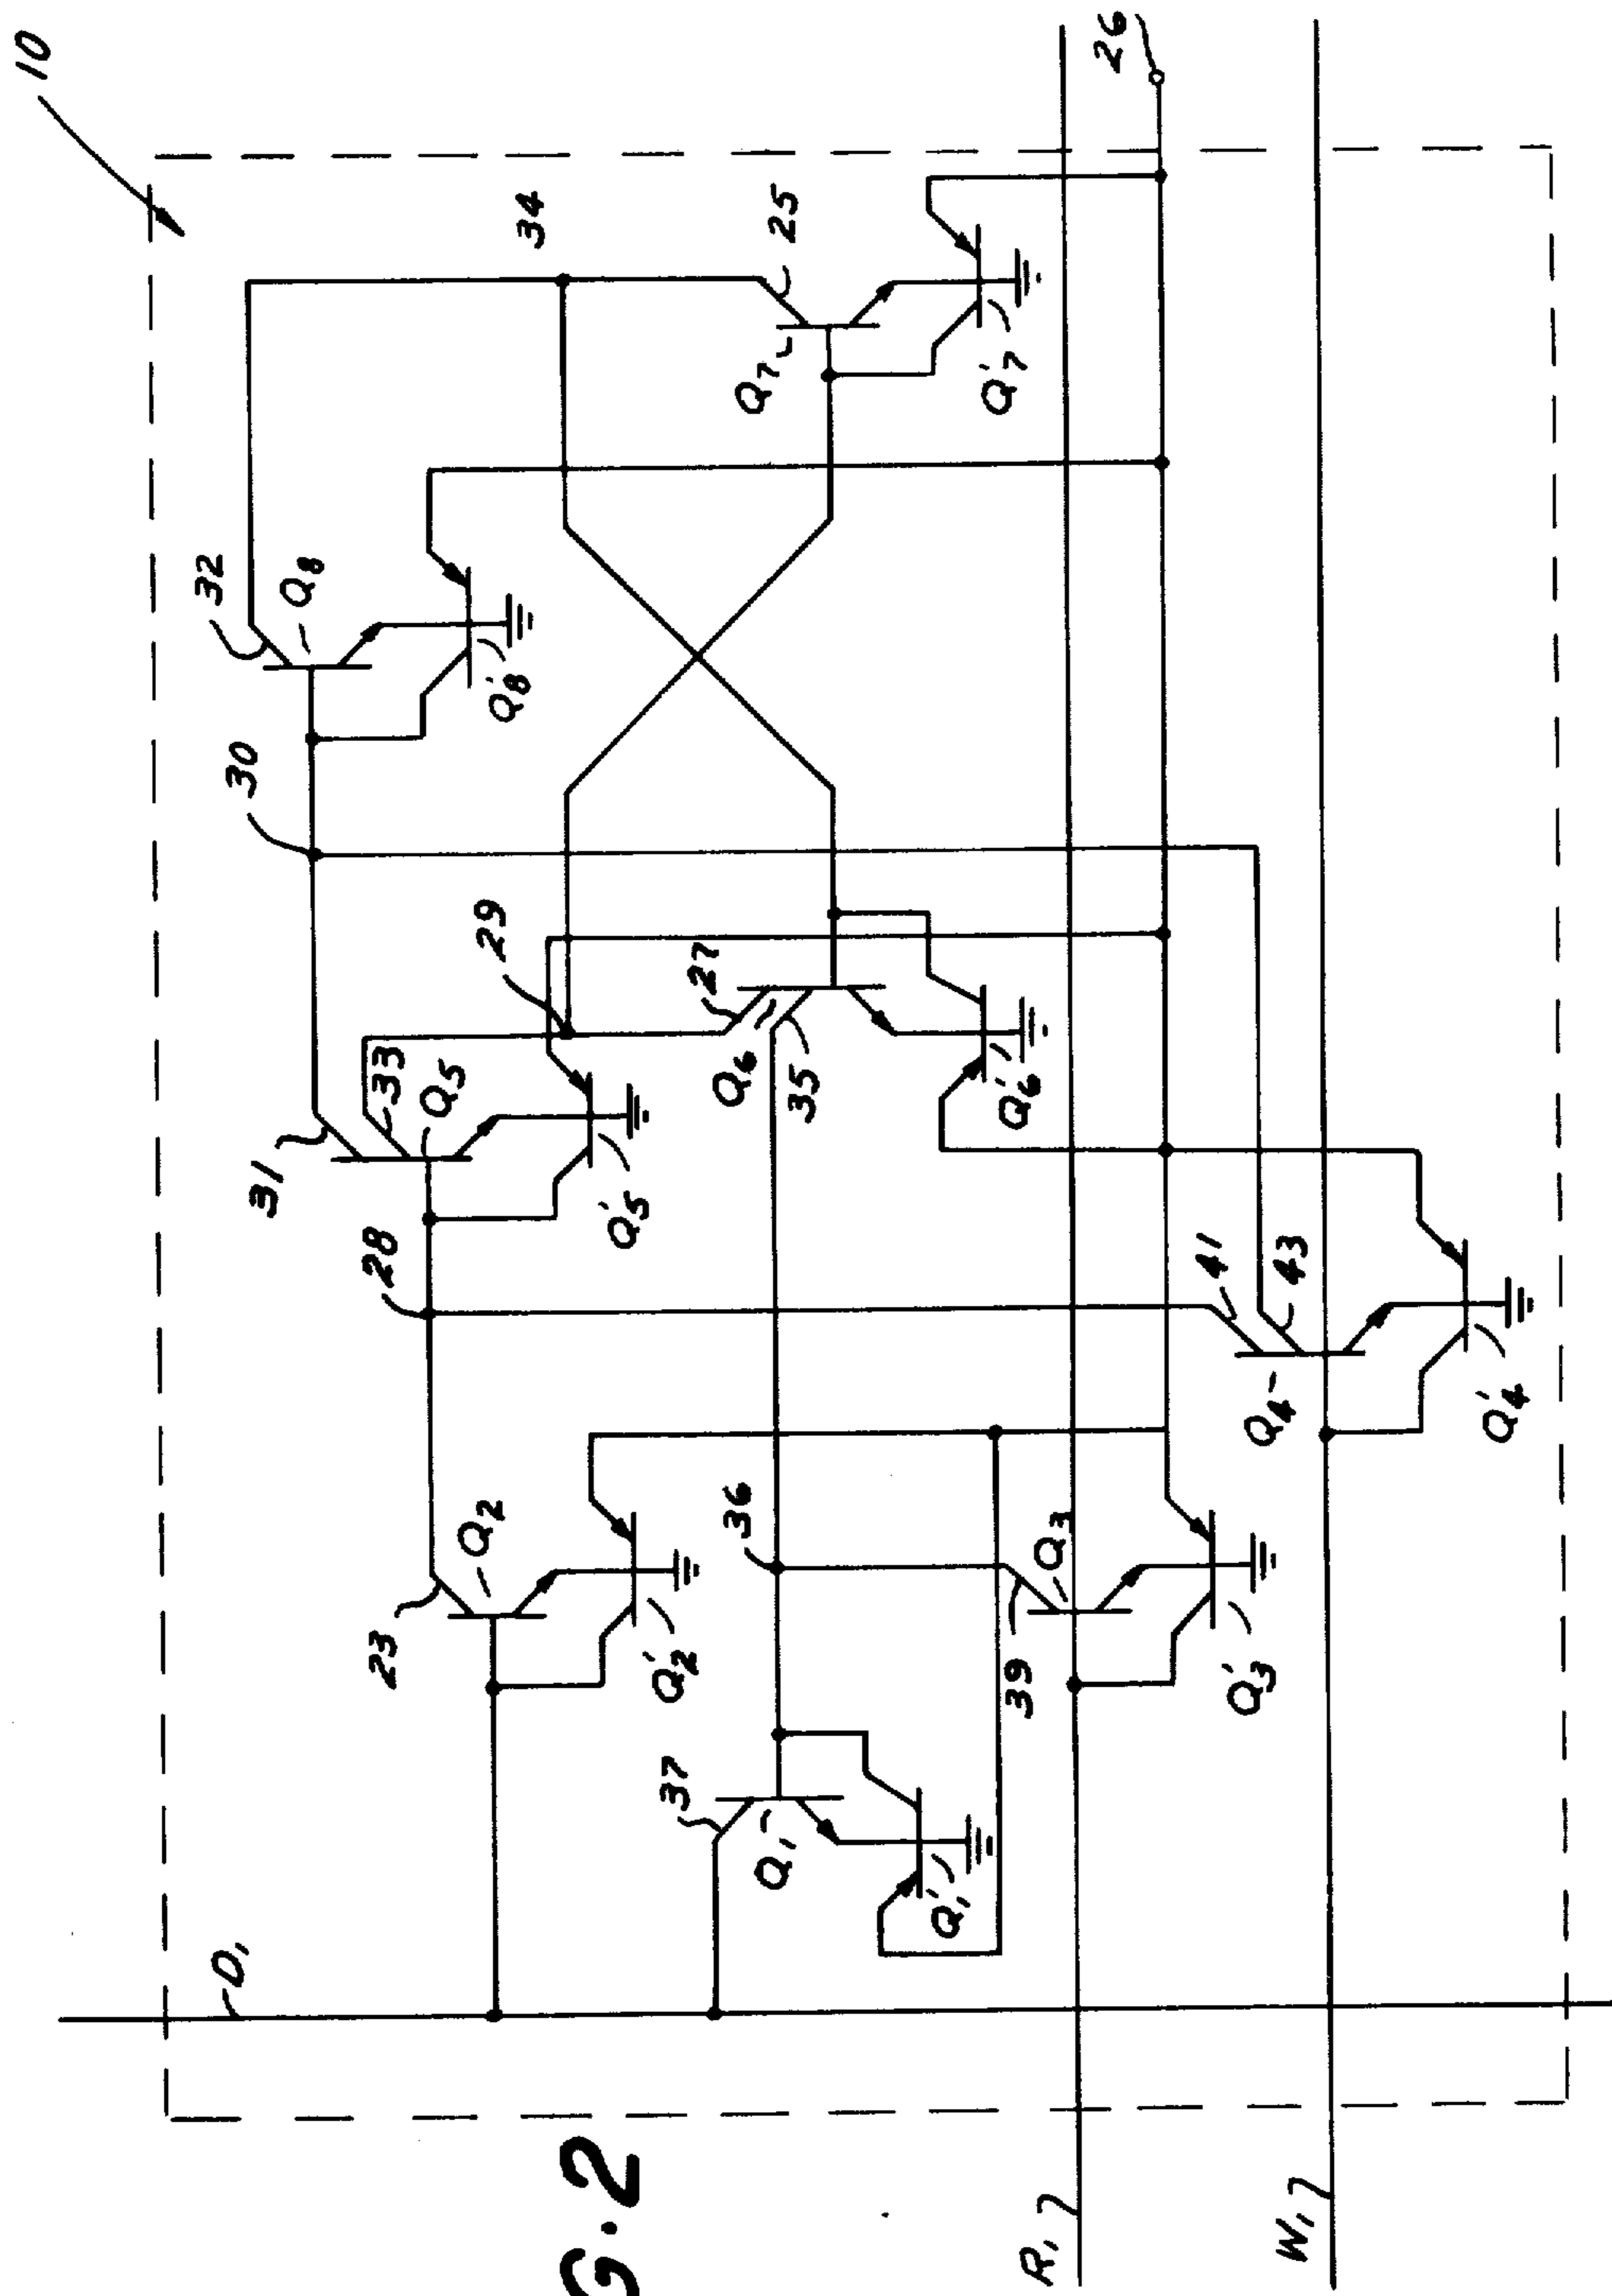 10
D₁
32
Q₈
Q'₈
30
34
25
Q₇
Q'₇
31
33
Q₅
Q'₅
29
28
27
Q₆
35
Q'₆
23
Q₂
Q'₂
36
37
Q₁
Q'₁
39
Q₃
Q'₃
41
43
Q₄
Q'₄
26
R₁
W₁
G.2